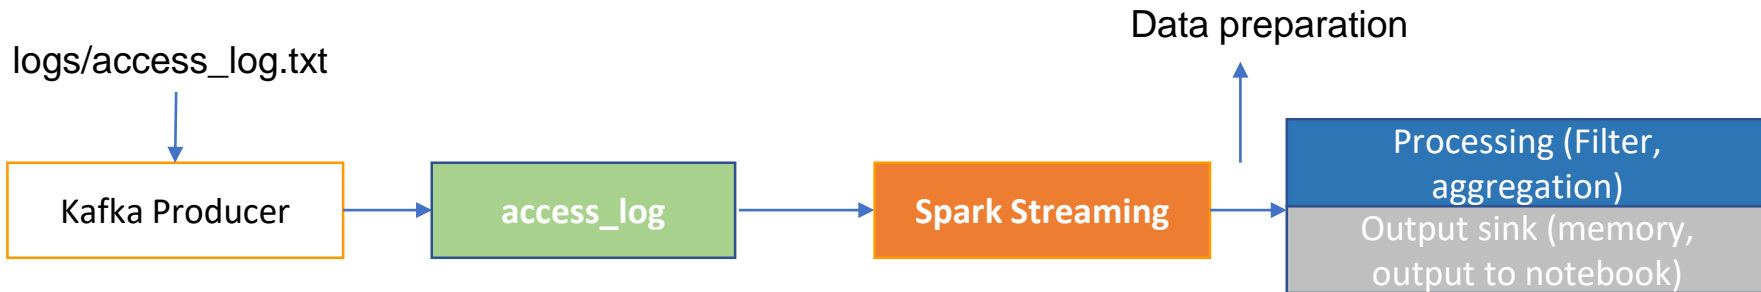 Data preparation
logs/access_log.txt
Kafka Producer
access_log
Spark Streaming
Processing (Filter,
aggregation)
Output sink (memory,
output to notebook)